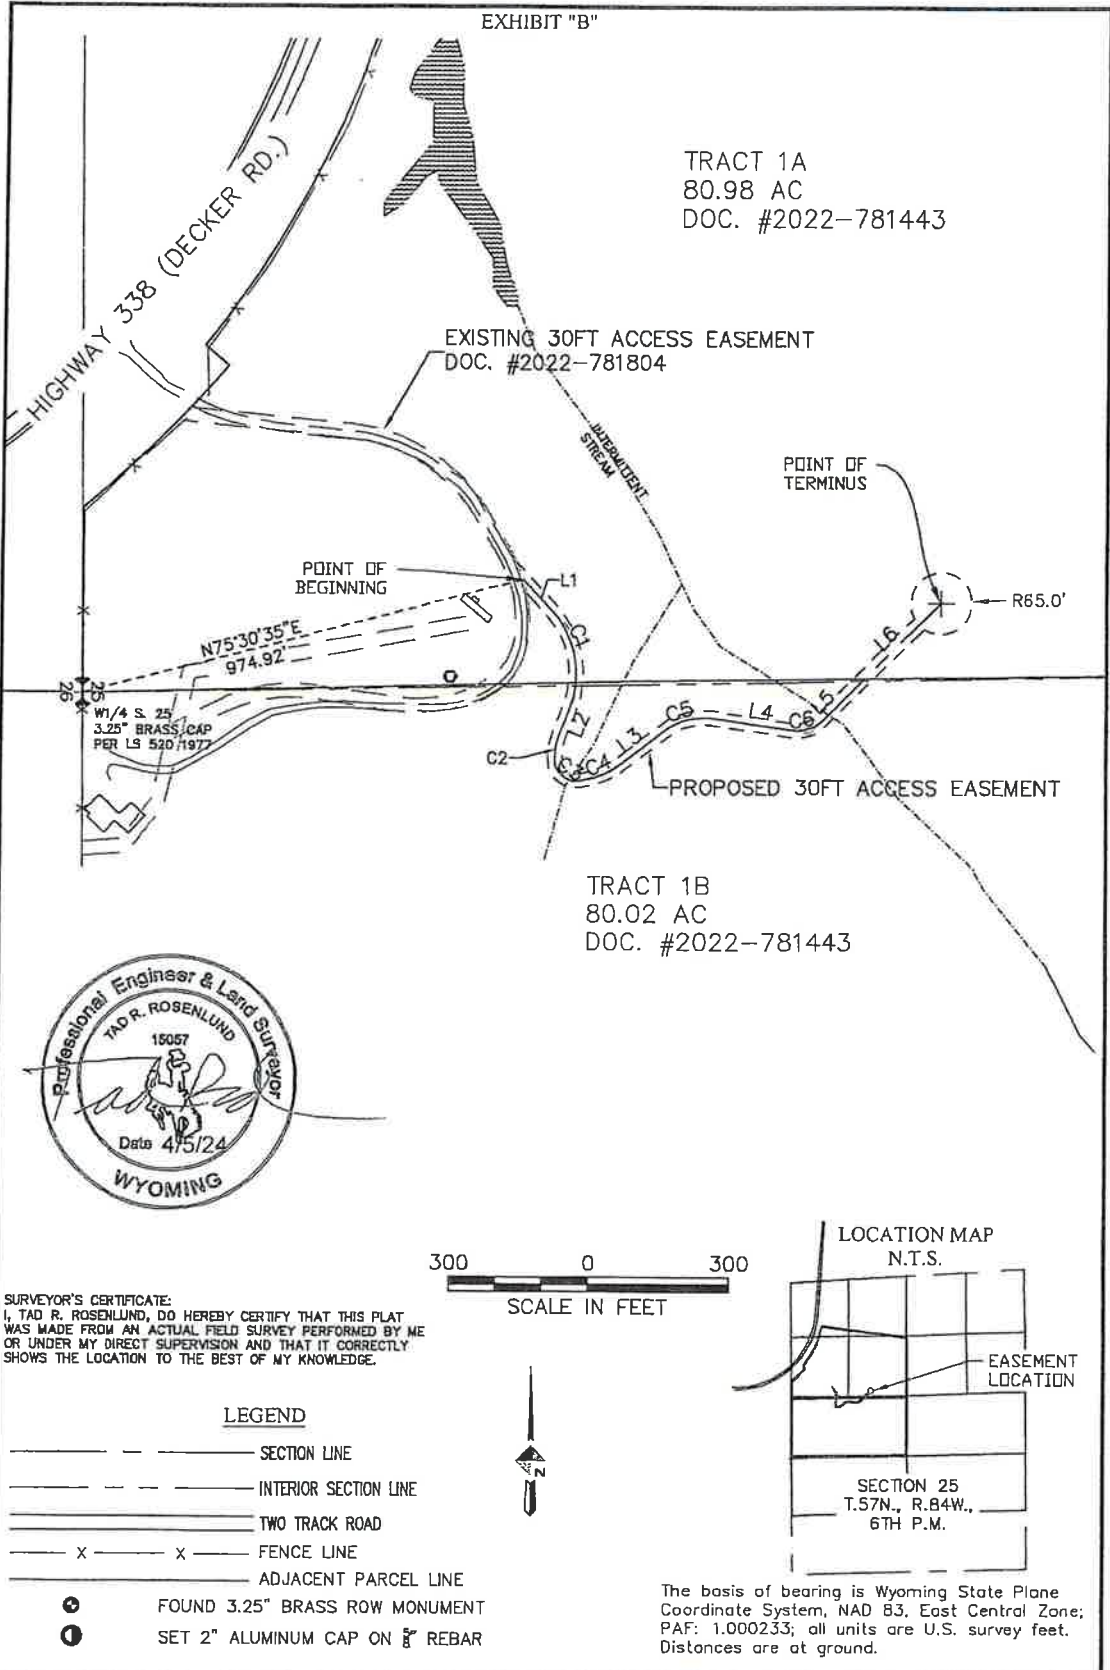 EXHIBIT "B"
TRACT 1A
80.98 AC
DOC. #2022-781443
HIGHWAY 338 (DECKER RD.)
EXISTING 30FT ACCESS EASEMENT
DOC. #2022-781804
INTERMITTENT
STREAM
POINT OF
TERMINUS
POINT OF
BEGINNING
L1
R65.0'
C1
L6
N75°30'35"E
974.92'
26
25
W1/4 S. 25
3.25" BRASS CAP
PER LS 520/1977
L2
C2
C3
C4
L3
C5
L4
C6
L5
PROPOSED 30FT ACCESS EASEMENT
TRACT 1B
80.02 AC
DOC. #2022-781443
Professional Engineer & Land Surveyor
TAD R. ROSENLUND
15057
Date 4/5/24
WYOMING
300 0 300
SCALE IN FEET
LOCATION MAP
N.T.S.
EASEMENT
LOCATION
SECTION 25
T.57N., R.84W.,
6TH P.M.
SURVEYOR'S CERTIFICATE:
I, TAD R. ROSENLUND, DO HEREBY CERTIFY THAT THIS PLAT
WAS MADE FROM AN ACTUAL FIELD SURVEY PERFORMED BY ME
OR UNDER MY DIRECT SUPERVISION AND THAT IT CORRECTLY
SHOWS THE LOCATION TO THE BEST OF MY KNOWLEDGE.
N
LEGEND
SECTION LINE
INTERIOR SECTION LINE
TWO TRACK ROAD
X X FENCE LINE
ADJACENT PARCEL LINE
FOUND 3.25" BRASS ROW MONUMENT
SET 2" ALUMINUM CAP ON REBAR
The basis of bearing is Wyoming State Plane
Coordinate System, NAD 83, East Central Zone;
PAF: 1.000233; all units are U.S. survey feet.
Distances are at ground.